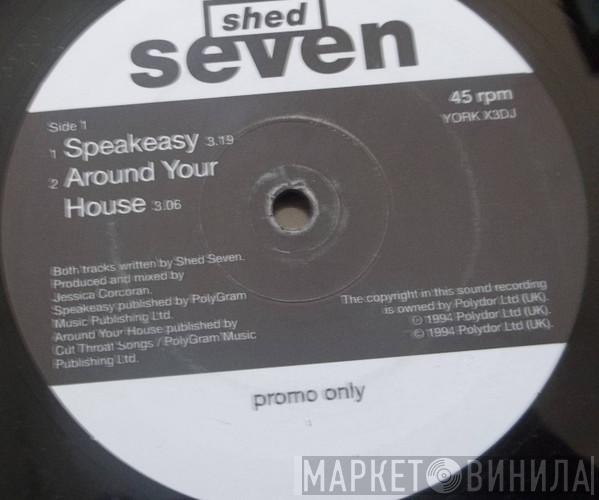 shed
seven
45 rpm
YORK X3DJ
Side 1
1 Speakeasy 3.19
2 Around Your
House 3.06
Both tracks written by Shed Seven.
Produced and mixed by
Jessica Corcoran.
Speakeasy published by PolyGram
Music Publishing Ltd.
Around Your House published by
Cut Throat Songs / PolyGram Music
Publishing Ltd.
The copyright in this sound recording
is owned by Polydor Ltd (UK).
℗ 1994 Polydor Ltd (UK).
© 1994 Polydor Ltd (UK).
promo only
МАРКЕТ ВИНИЛА